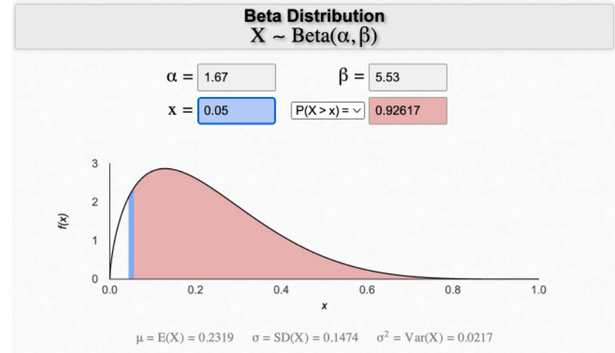 Beta Distribution
X ~ Beta(α, β)
α = 1.67 β = 5.53
x = 0.05 P(X > x) = 0.92617
3
2
1
0
f(x)
0.0 0.2 0.4 0.6 0.8 1.0
x
μ = E(X) = 0.2319 σ = SD(X) = 0.1474 σ² = Var(X) = 0.0217